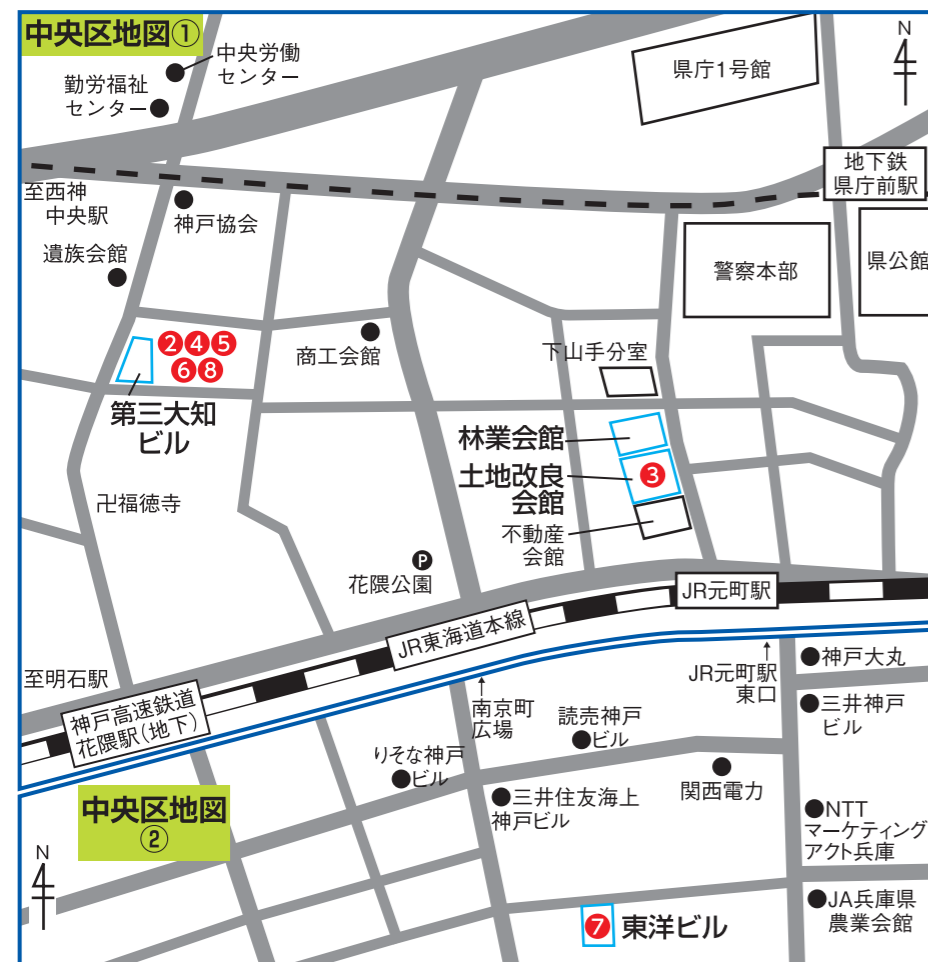 中央区地図①
中央労働
センター
勤労福祉
センター
県庁1号館
N
地下鉄
県庁前駅
至西神
中央駅
神戸協会
遺族会館
警察本部
県公館
❷❹❺
❻❽
商工会館
下山手分室
第三大知
ビル
林業会館
土地改良
会館
❸
不動産
会館
卍福徳寺
P
花隈公園
JR元町駅
JR東海道本線
至明石駅
神戸高速鉄道
花隈駅(地下)
JR元町駅
東口
神戸大丸
三井神戸
ビル
南京町
広場
読売神戸
ビル
りそな神戸
ビル
関西電力
三井住友海上
神戸ビル
中央区地図
②
NTT
マーケティング
アクト兵庫
N
JA兵庫県
農業会館
❼
東洋ビル